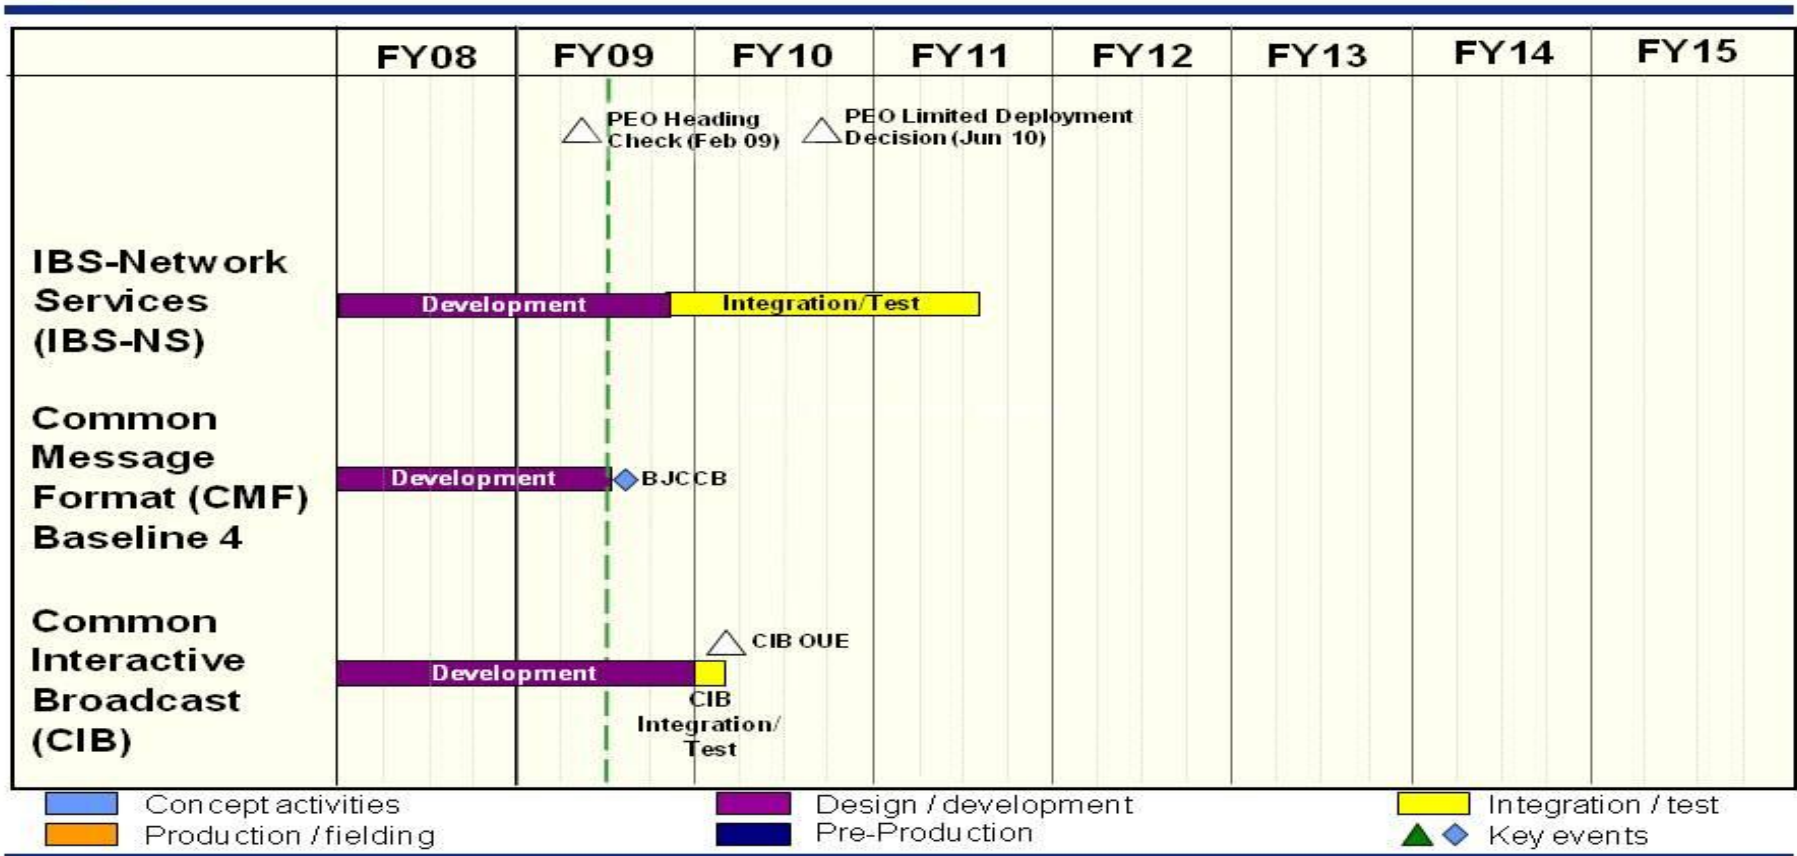 FY08 FY09 FY10 FY11 FY12 FY13 FY14 FY15
PEO Heading
Check (Feb 09)
PEO Limited Deployment
Decision (Jun 10)
IBS-Network
Services
(IBS-NS)
Development
Integration/Test
Common
Message
Format (CMF)
Baseline 4
Development
BJCCB
Common
Interactive
Broadcast
(CIB)
CIB OUE
Development
CIB
Integration/
Test
Concept activities
Design / development
Integration / test
Production / fielding
Pre-Production
Key events